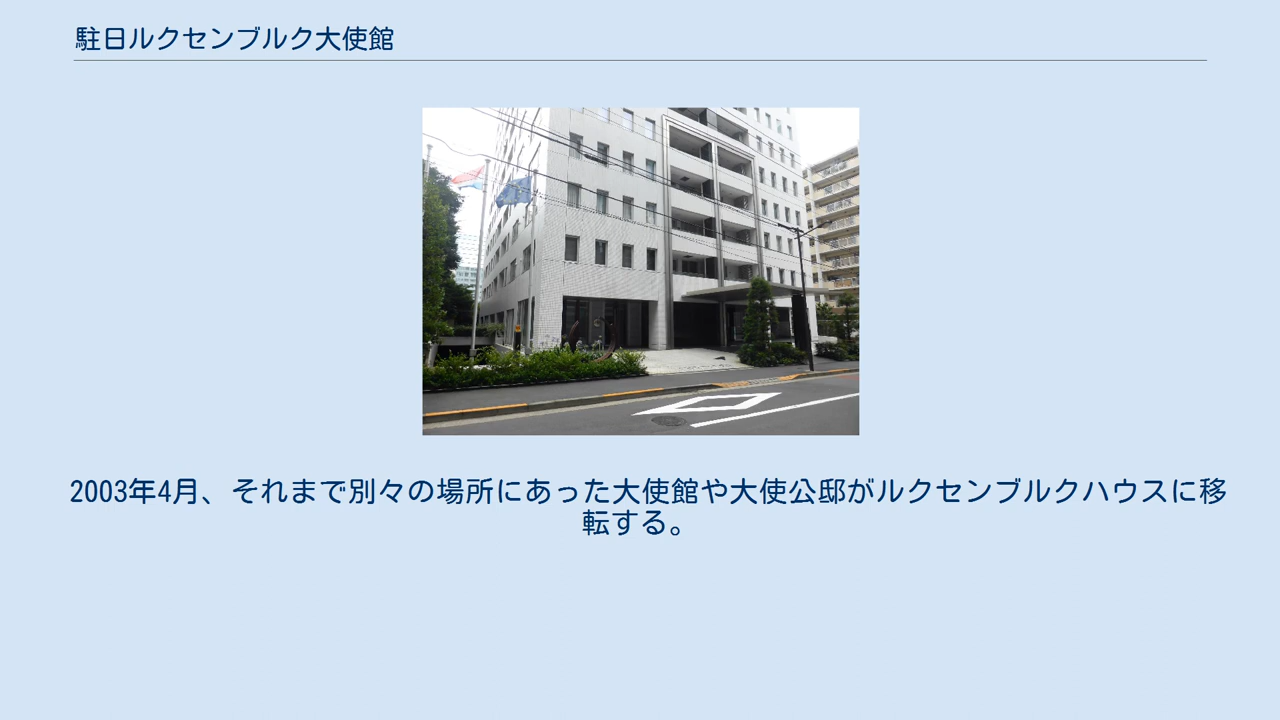 駐日ルクセンブルク大使館
2003年4月、それまで別々の場所にあった大使館や大使公邸がルクセンブルクハウスに移
転する。